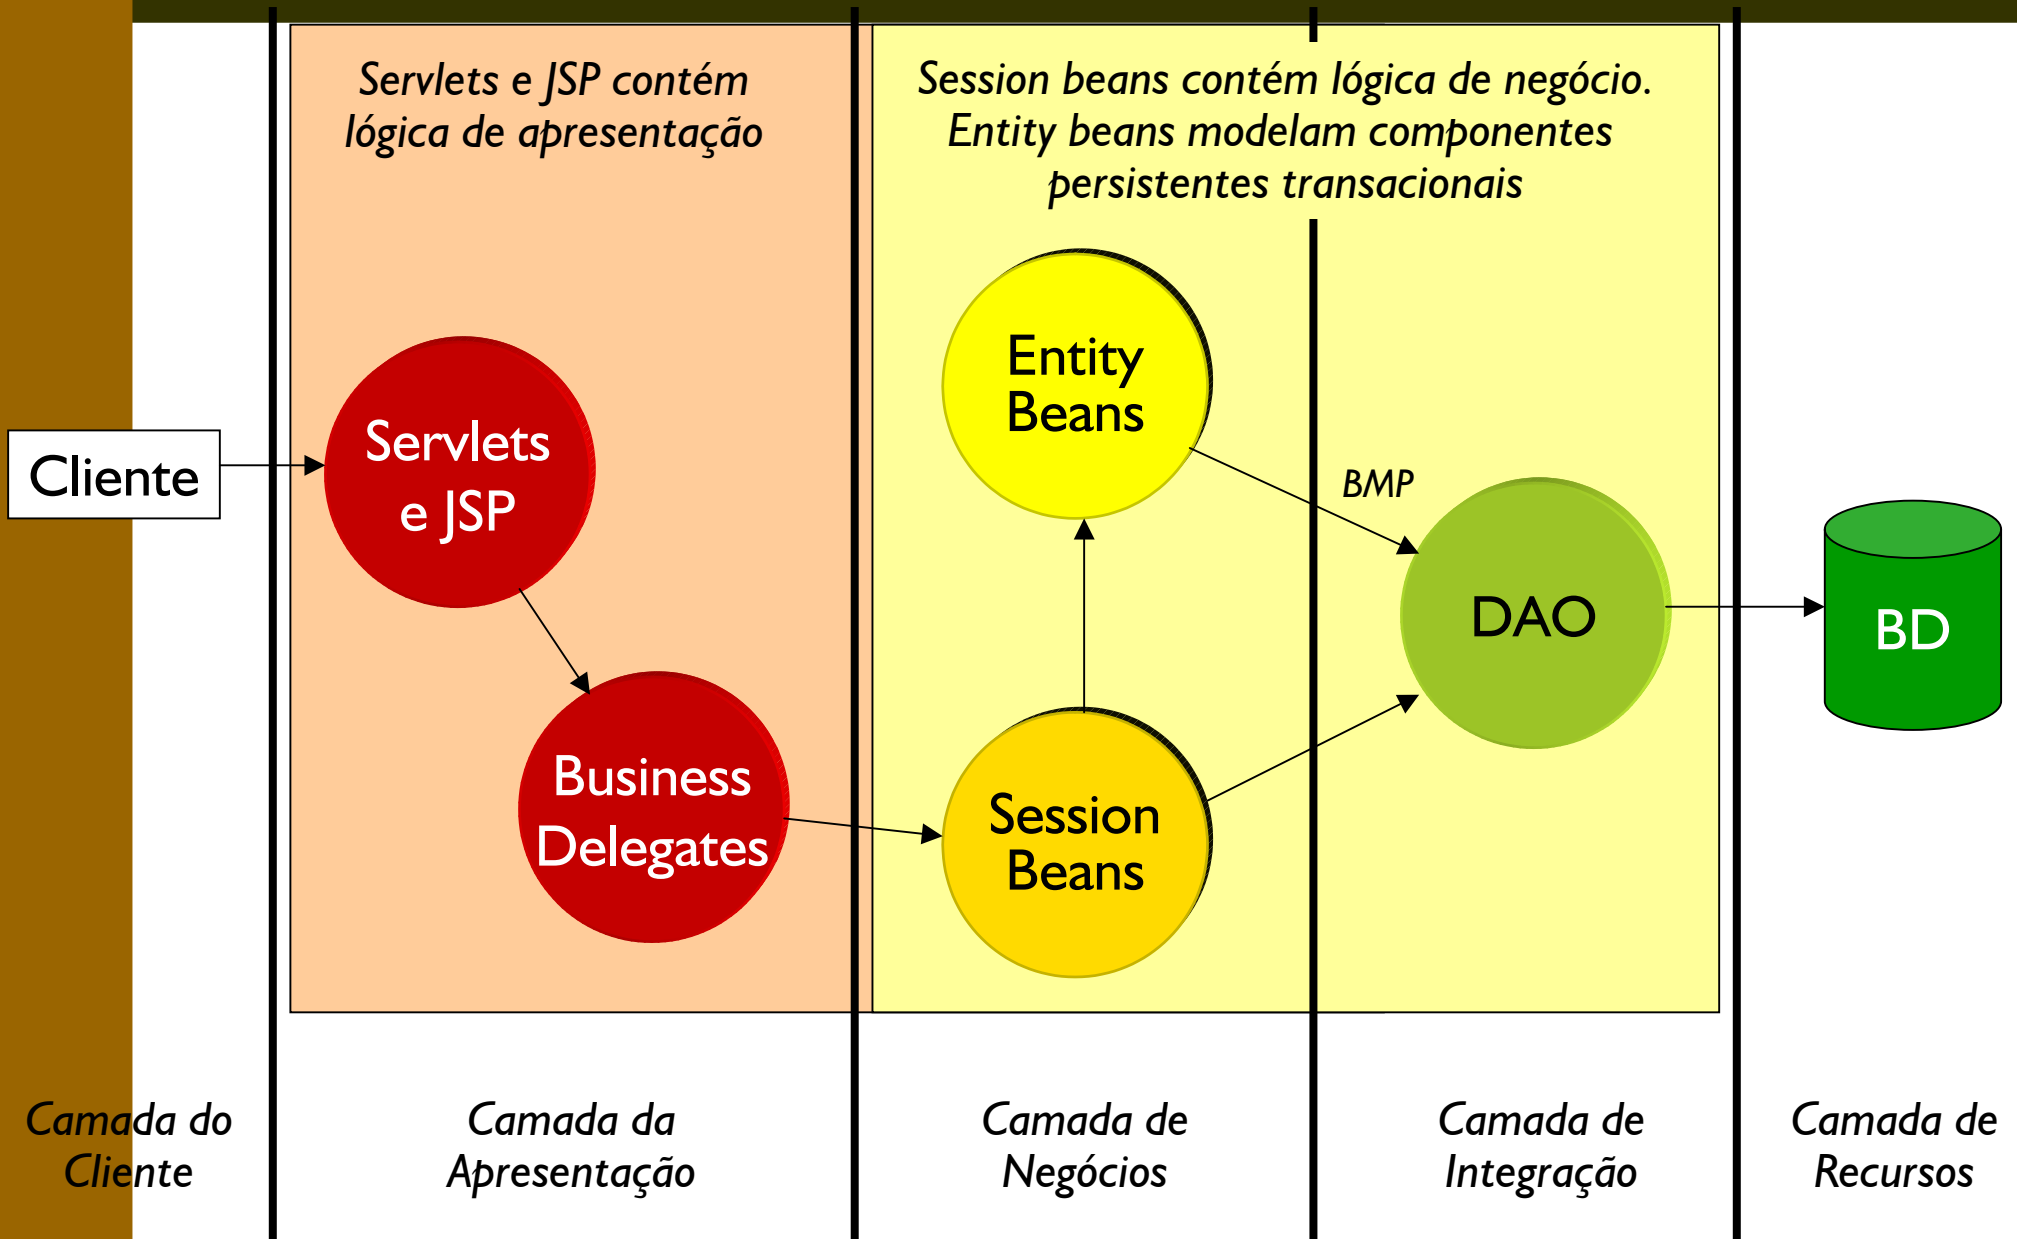 Servlets e JSP contém
lógica de apresentação
Session beans contém lógica de negócio.
Entity beans modelam componentes
persistentes transacionais
Cliente
Servlets
e JSP
Business
Delegates
Entity
Beans
Session
Beans
BMP
DAO
BD
Camada do
Cliente
Camada da
Apresentação
Camada de
Negócios
Camada de
Integração
Camada de
Recursos